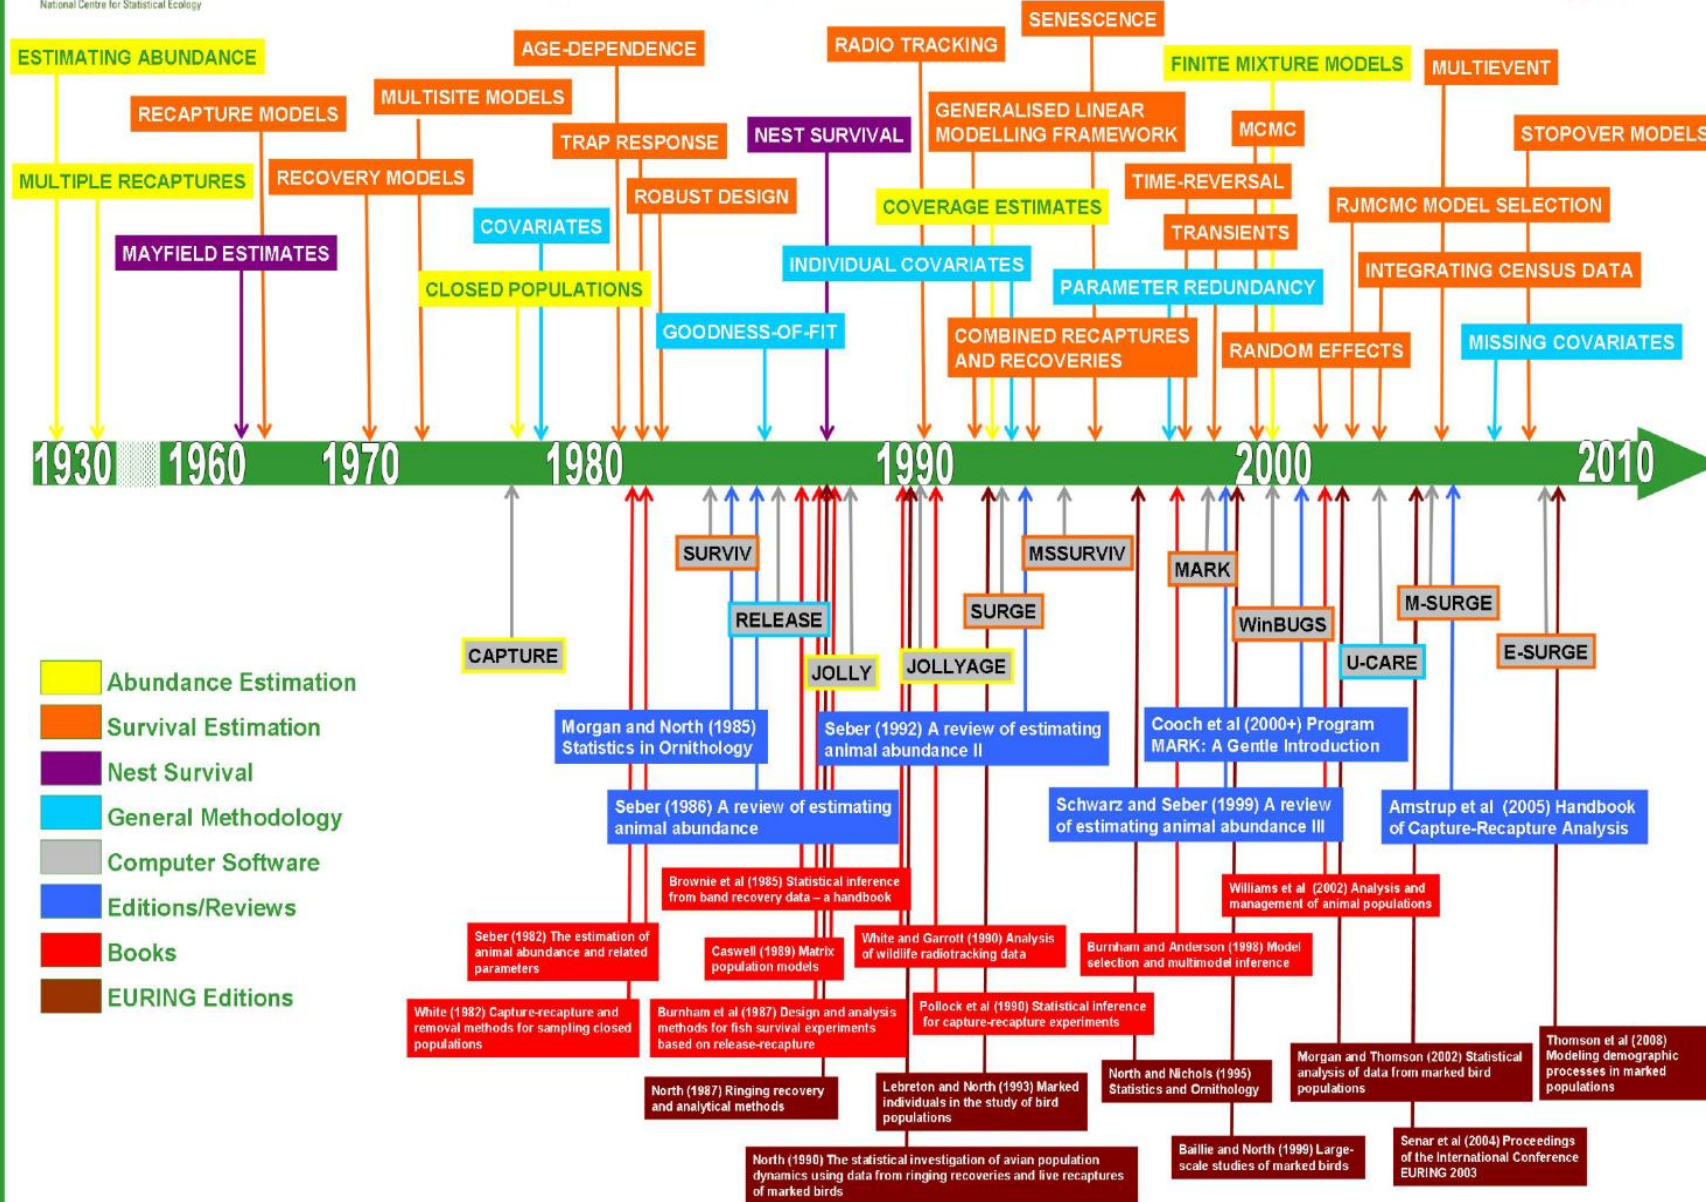 National Centre for Statistical Ecology
SENESCENCE
ESTIMATING ABUNDANCE
AGE-DEPENDENCE
RADIO TRACKING
FINITE MIXTURE MODELS
MULTIEVENT
RECAPTURE MODELS
MULTISITE MODELS
TRAP RESPONSE
NEST SURVIVAL
GENERALISED LINEAR
MODELLING FRAMEWORK
MCMC
STOPOVER MODELS
MULTIPLE RECAPTURES
RECOVERY MODELS
ROBUST DESIGN
COVERAGE ESTIMATES
TIME-REVERSAL
RJMCMC MODEL SELECTION
MAYFIELD ESTIMATES
COVARIATES
TRANSIENTS
INDIVIDUAL COVARIATES
INTEGRATING CENSUS DATA
CLOSED POPULATIONS
PARAMETER REDUNDANCY
GOODNESS-OF-FIT
COMBINED RECAPTURES
AND RECOVERIES
RANDOM EFFECTS
MISSING COVARIATES
1930
1960
1970
1980
1990
2000
2010
SURVIV
MSSURVIV
MARK
RELEASE
SURGE
WinBUGS
M-SURGE
CAPTURE
JOLLY
JOLLYAGE
U-CARE
E-SURGE
Abundance Estimation
Survival Estimation
Nest Survival
General Methodology
Computer Software
Editions/Reviews
Books
EURING Editions
Morgan and North (1985)
Statistics in Ornithology
Seber (1992) A review of estimating
animal abundance II
Cooch et al (2000+) Program
MARK: A Gentle Introduction
Seber (1986) A review of estimating
animal abundance
Schwarz and Seber (1999) A review
of estimating animal abundance III
Amstrup et al (2005) Handbook
of Capture-Recapture Analysis
Brownie et al (1985) Statistical inference
from band recovery data – a handbook
Williams et al (2002) Analysis and
management of animal populations
Seber (1982) The estimation of
animal abundance and related
parameters
Caswell (1989) Matrix
population models
White and Garrott (1990) Analysis
of wildlife radiotracking data
Burnham and Anderson (1998) Model
selection and multimodel inference
White (1982) Capture-recapture and
removal methods for sampling closed
populations
Burnham et al (1987) Design and analysis
methods for fish survival experiments
based on release-recapture
Pollock et al (1990) Statistical inference
for capture-recapture experiments
North (1987) Ringing recovery
and analytical methods
Lebreton and North (1993) Marked
individuals in the study of bird
populations
North and Nichols (1995)
Statistics and Ornithology
Morgan and Thomson (2002) Statistical
analysis of data from marked bird
populations
Thomson et al (2008)
Modeling demographic
processes in marked
populations
North (1990) The statistical investigation of avian population
dynamics using data from ringing recoveries and live recaptures
of marked birds
Baillie and North (1999) Large-
scale studies of marked birds
Senar et al (2004) Proceedings
of the International Conference
EURING 2003